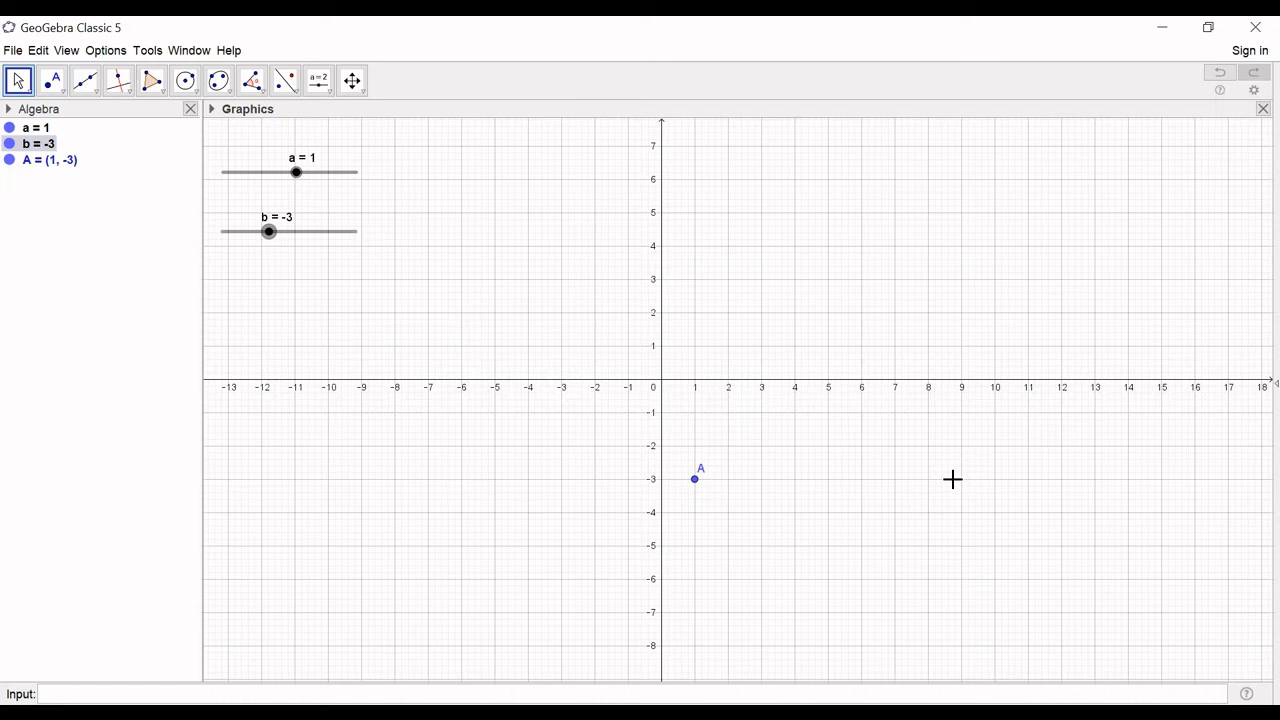 GeoGebra Classic 5
File Edit View Options Tools Window Help
Sign in
A
a = 2
Algebra
Graphics
a = 1
b = -3
A = (1, -3)
a = 1
b = -3
7
6
5
4
3
2
1
-13 -12 -11 -10 -9 -8 -7 -6 -5 -4 -3 -2 -1 0 1 2 3 4 5 6 7 8 9 10 11 12 13 14 15 16 17 18
-1
-2
A
-3
-4
-5
-6
-7
-8
Input: